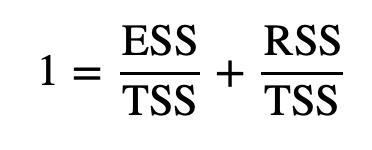 1 = ESS/TSS + RSS/TSS